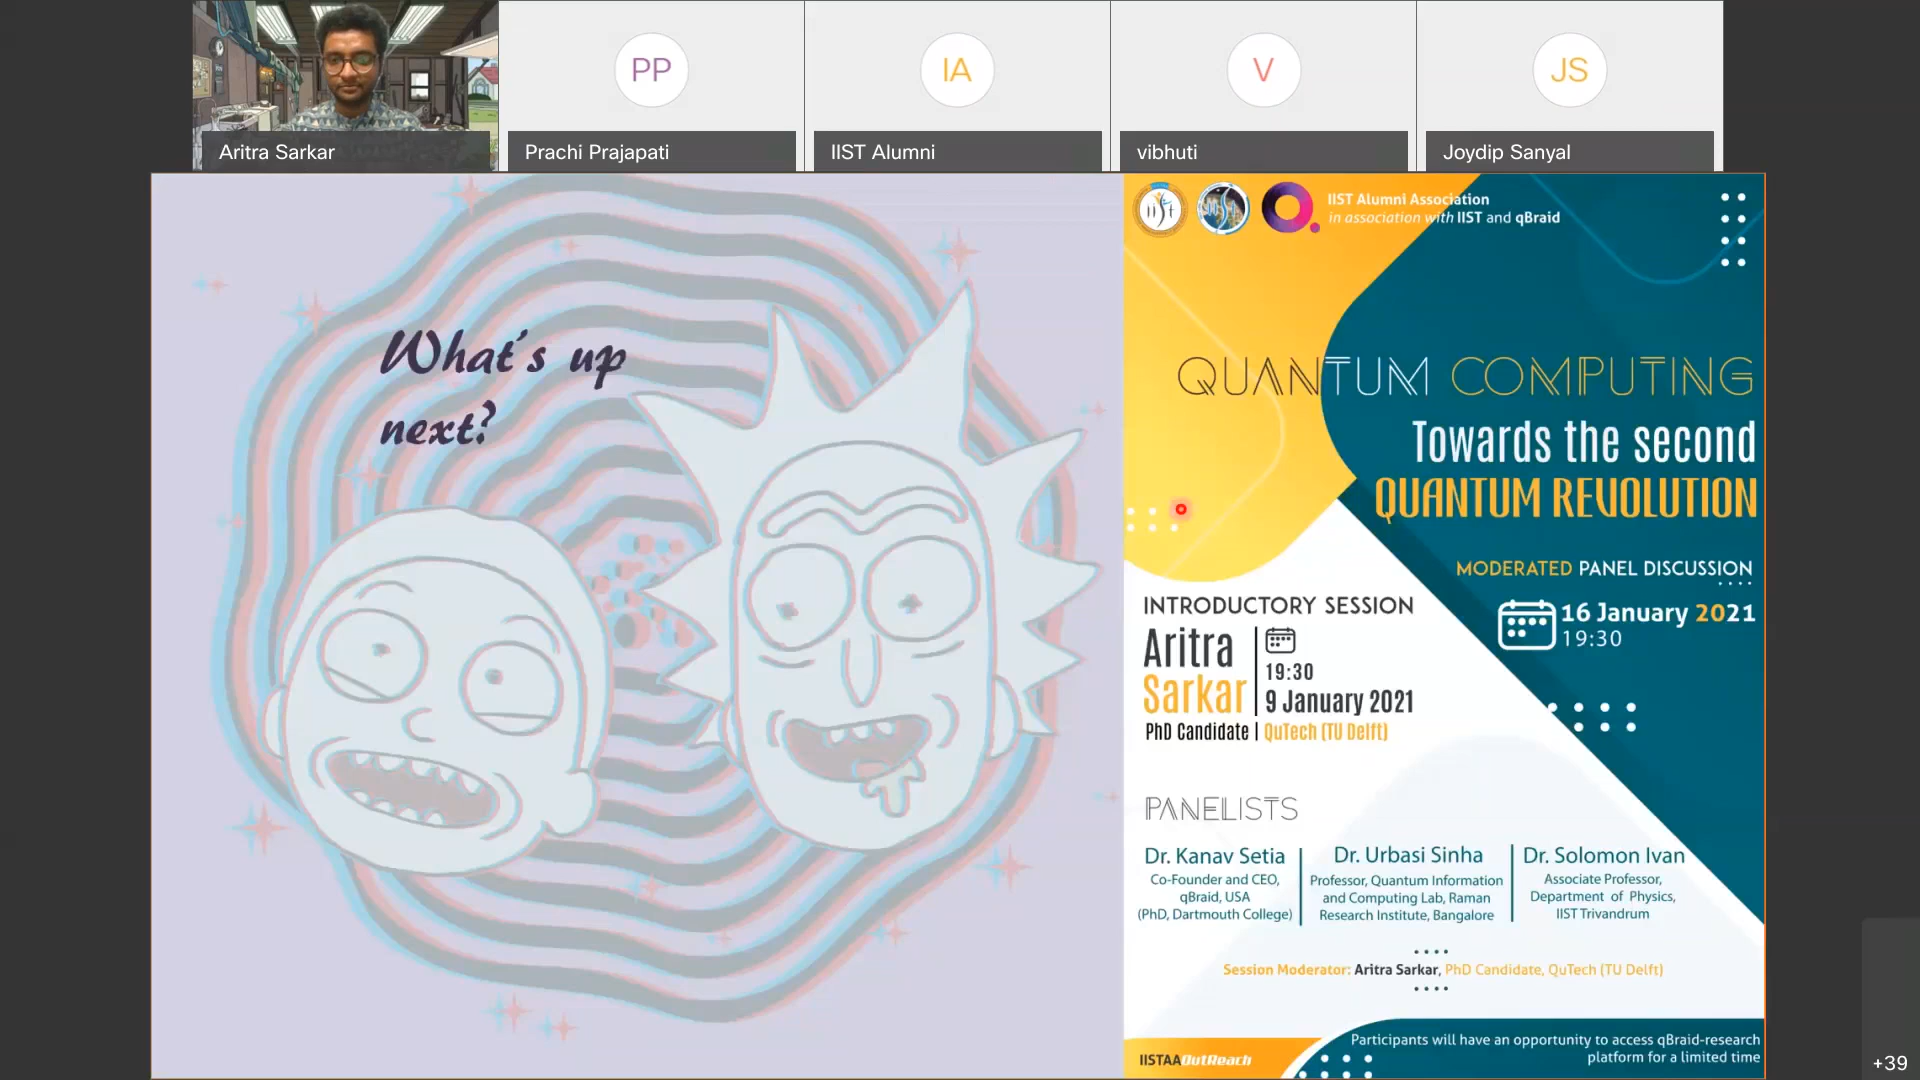 PP
IA
V
JS
Aritra Sarkar
Prachi Prajapati
IIST Alumni
vibhuti
Joydip Sanyal
What's up
next?
IIST
IIST Alumni Association
in association with IIST and qBraid
QUANTUM COMPUTING
Towards the second
QUANTUM REVOLUTION
MODERATED PANEL DISCUSSION
16 January 2021
19:30
INTRODUCTORY SESSION
Aritra
Sarkar
19:30
9 January 2021
PhD Candidate | QuTech (TU Delft)
PANELISTS
Dr. Kanav Setia
Co-Founder and CEO,
qBraid, USA
(PhD, Dartmouth College)
Dr. Urbasi Sinha
Professor, Quantum Information
and Computing Lab, Raman
Research Institute, Bangalore
Dr. Solomon Ivan
Associate Professor,
Department of Physics,
IIST Trivandrum
Session Moderator: Aritra Sarkar, PhD Candidate, QuTech (TU Delft)
IISTAAOutReach
Participants will have an opportunity to access qBraid-research
platform for a limited time
+39